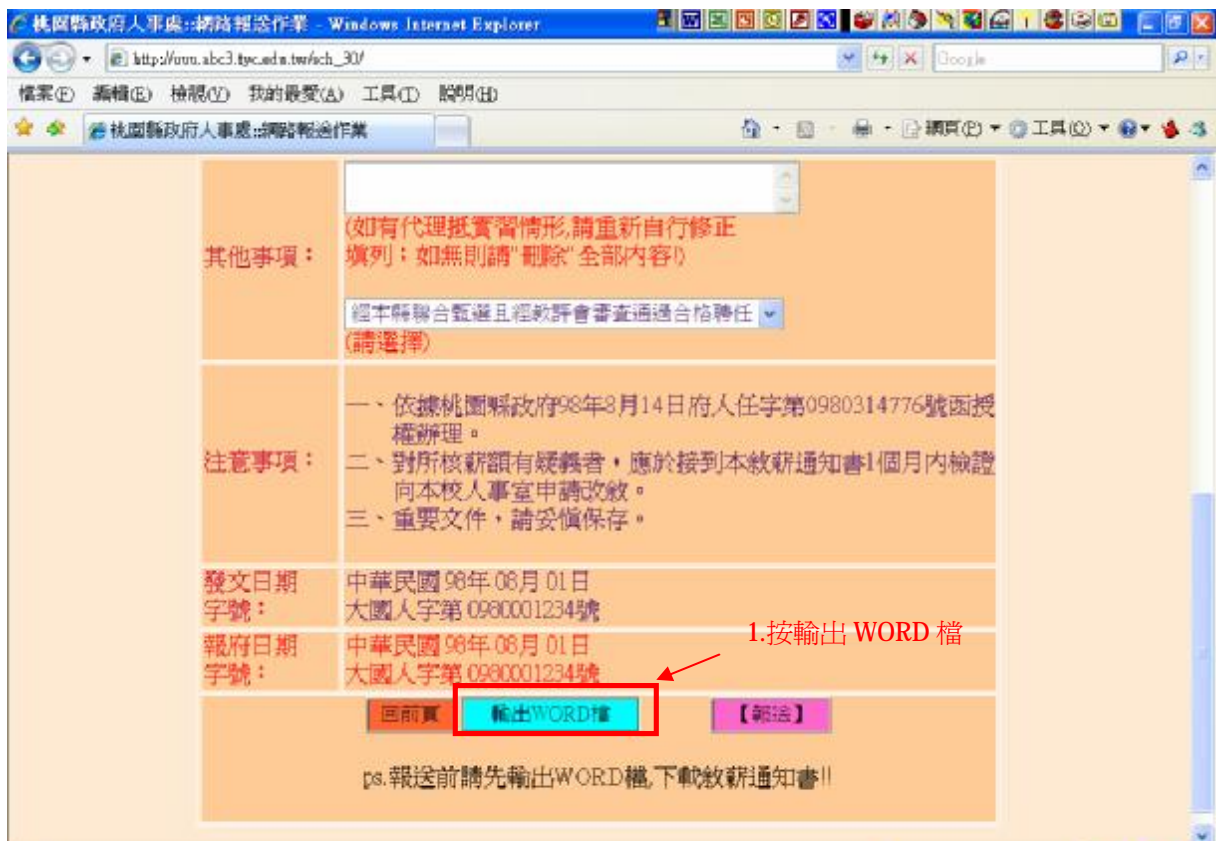 桃園縣政府人事處::網路報送作業 - Windows Internet Explorer
http://www.abc3.tyc.edu.tw/sch_30/
Google
檔案(F) 編輯(E) 檢視(V) 我的最愛(A) 工具(T) 說明(H)
桃園縣政府人事處::網路報送作業
網頁(P) 工具(O)
(如有代理抵實習情形,請重新自行修正
填列；如無則請"刪除"全部內容!)
其他事項：
經本縣聯合甄選且經教評會審查通過合格聘任
(請選擇)
注意事項：
一、依據桃園縣政府98年8月14日府人任字第0980314776號函授
權辦理。
二、對所核薪額有疑義者，應於接到本敘薪通知書1個月內檢證
向本校人事室申請改敘。
三、重要文件，請妥慎保存。
發文日期
字號：
中華民國 98年 08月 01日
大國人字第 0980001234號
報府日期
字號：
中華民國 98年 08月 01日
大國人字第 0980001234號
1.按輸出 WORD 檔
回前頁 輸出WORD檔 【報送】
ps.報送前請先輸出WORD檔,下載敘薪通知書!!